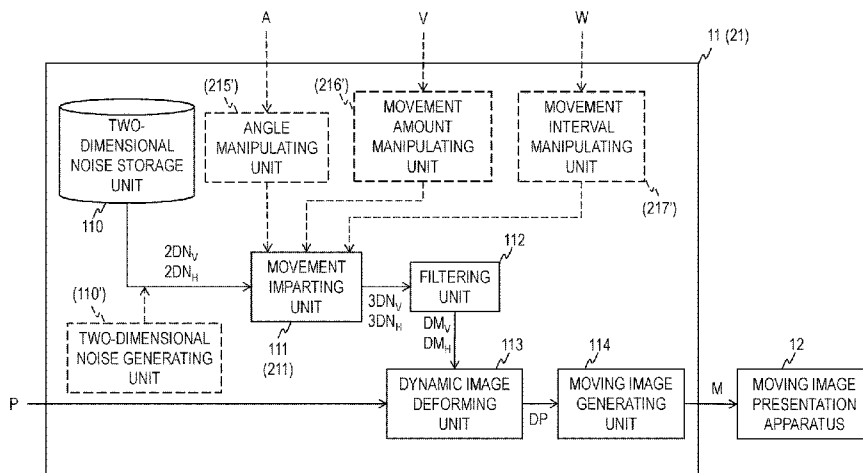 A
V
W
11 (21)
(215')
(216')
TWO-
DIMENSIONAL
NOISE STORAGE
UNIT
ANGLE
MANIPULATING
UNIT
MOVEMENT
AMOUNT
MANIPULATING
UNIT
MOVEMENT
INTERVAL
MANIPULATING
UNIT
110
(217')
2DNV
2DNH
MOVEMENT
IMPARTING
UNIT
112
3DNV
3DNH
FILTERING
UNIT
(110')
TWO-DIMENSIONAL
NOISE GENERATING
UNIT
111
(211)
DMV
DMH
113
114
12
P
DYNAMIC IMAGE
DEFORMING
UNIT
DP
MOVING IMAGE
GENERATING
UNIT
M
MOVING IMAGE
PRESENTATION
APPARATUS